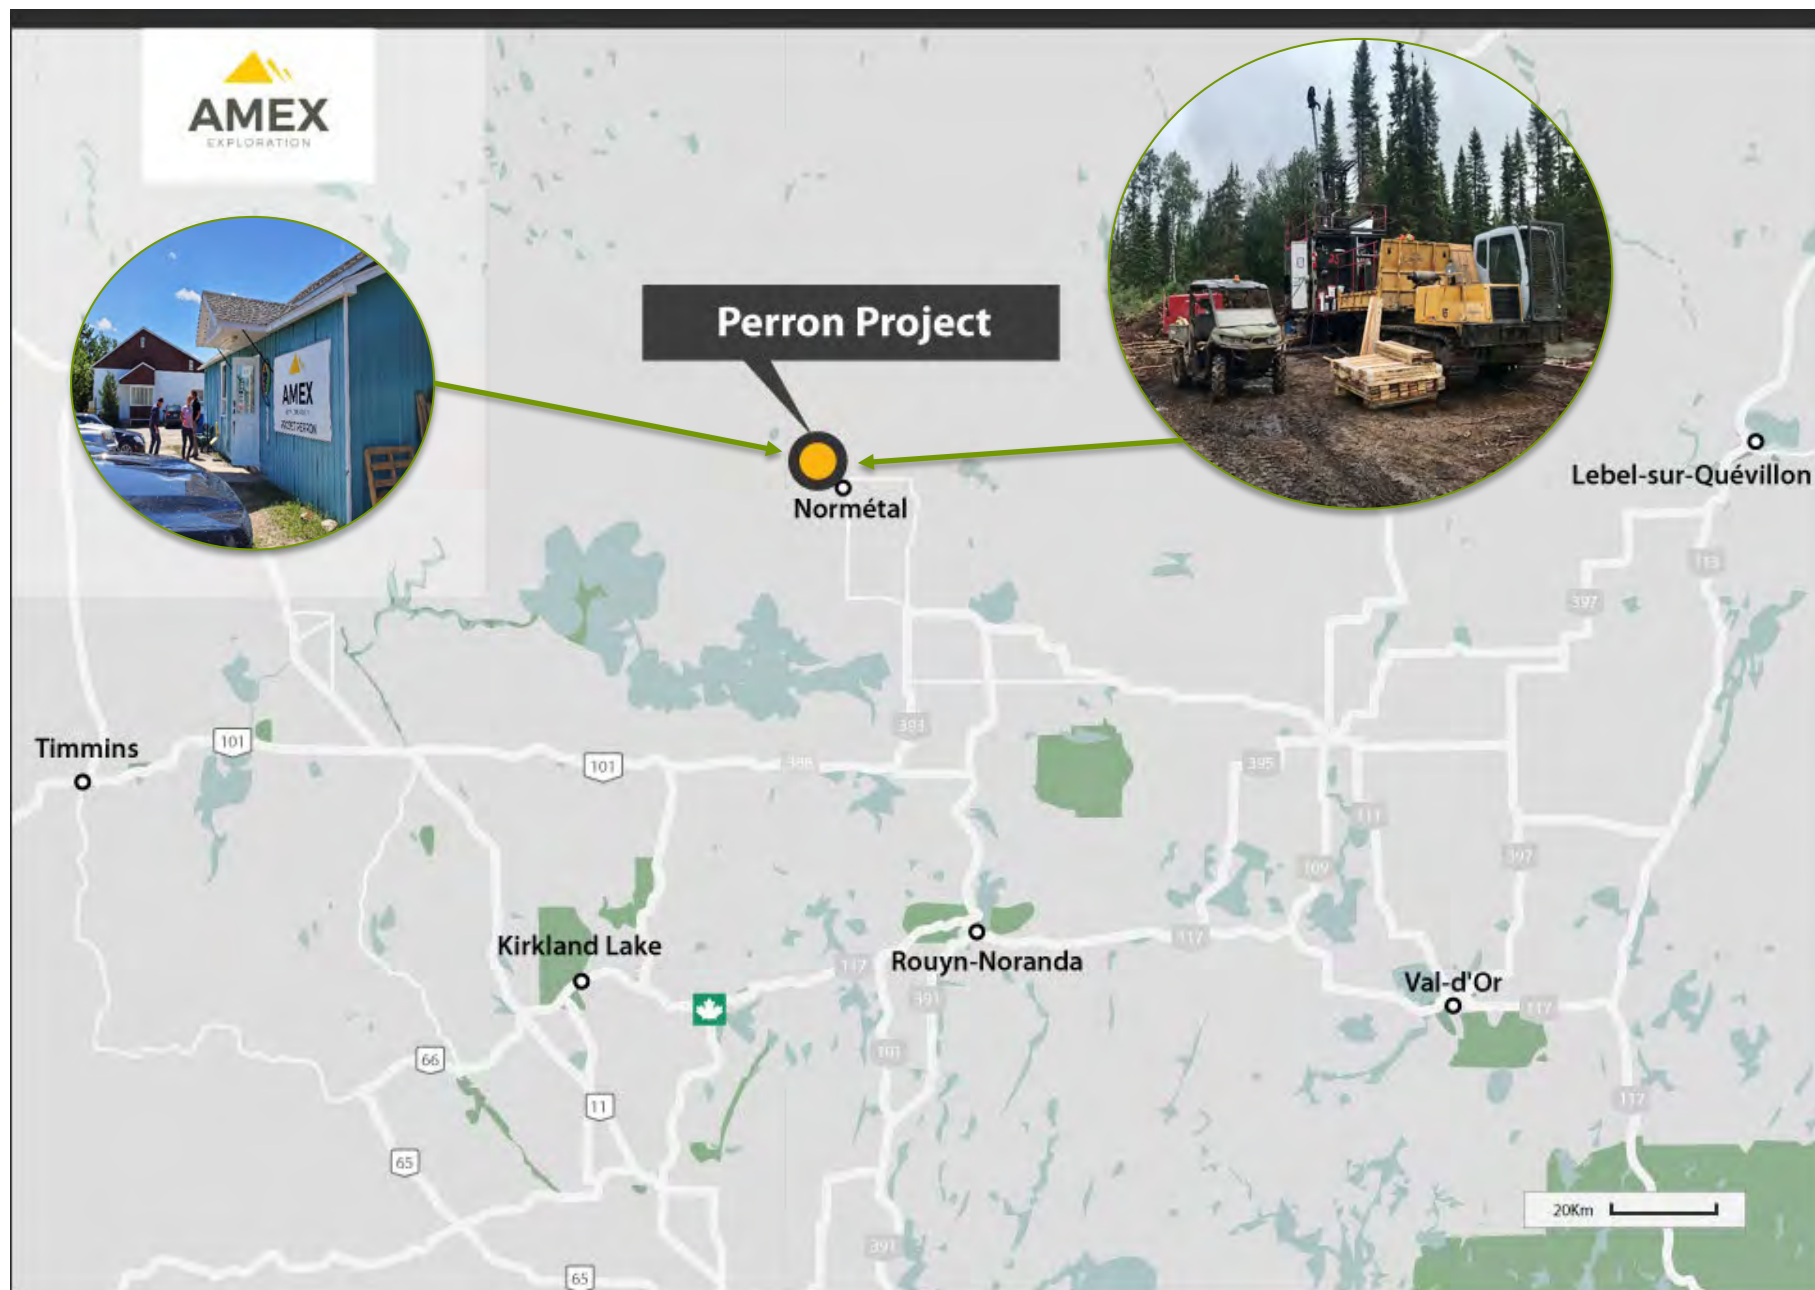 AMEX
EXPLORATION
Perron Project
AMEX
PROJET PERRON
Normétal
Lebel-sur-Quévillon
113
397
393
Timmins
101
101
388
395
111
397
109
Kirkland Lake
Rouyn-Noranda
117
117
Val-d'Or
391
117
66
101
11
117
65
20Km
391
65